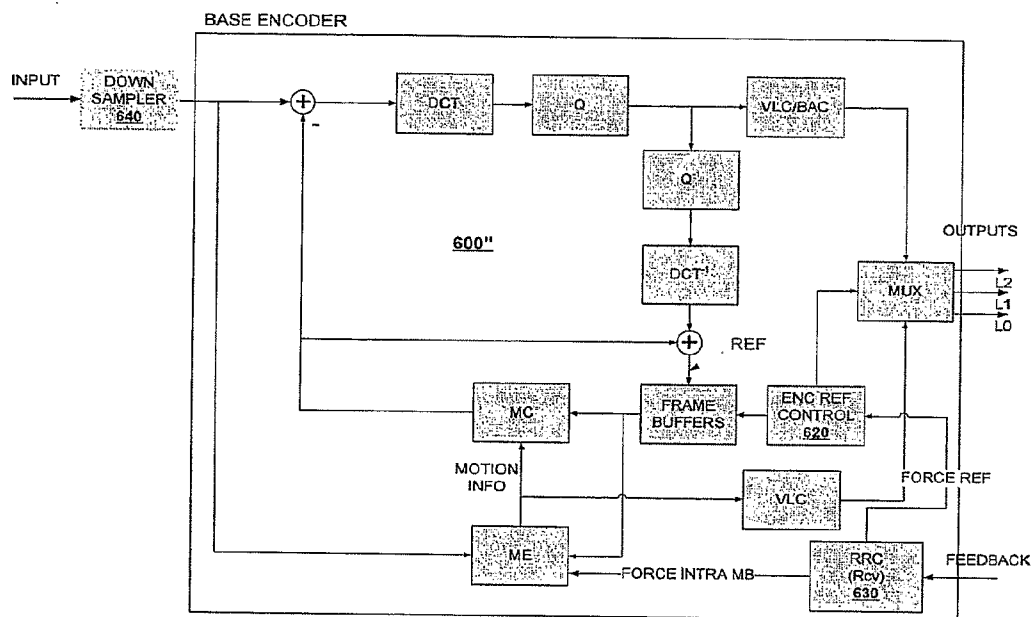 BASE ENCODER
INPUT
DOWN
SAMPLER
640
+
-
DCT
Q
VLC/BAC
Q
600"
DCT-1
OUTPUTS
MUX
L2
L1
L0
+
REF
MC
FRAME
BUFFERS
ENC REF
CONTROL
620
MOTION
INFO
VLC
FORCE REF
ME
FORCE INTRA MB
RRC
(Rcv)
630
FEEDBACK